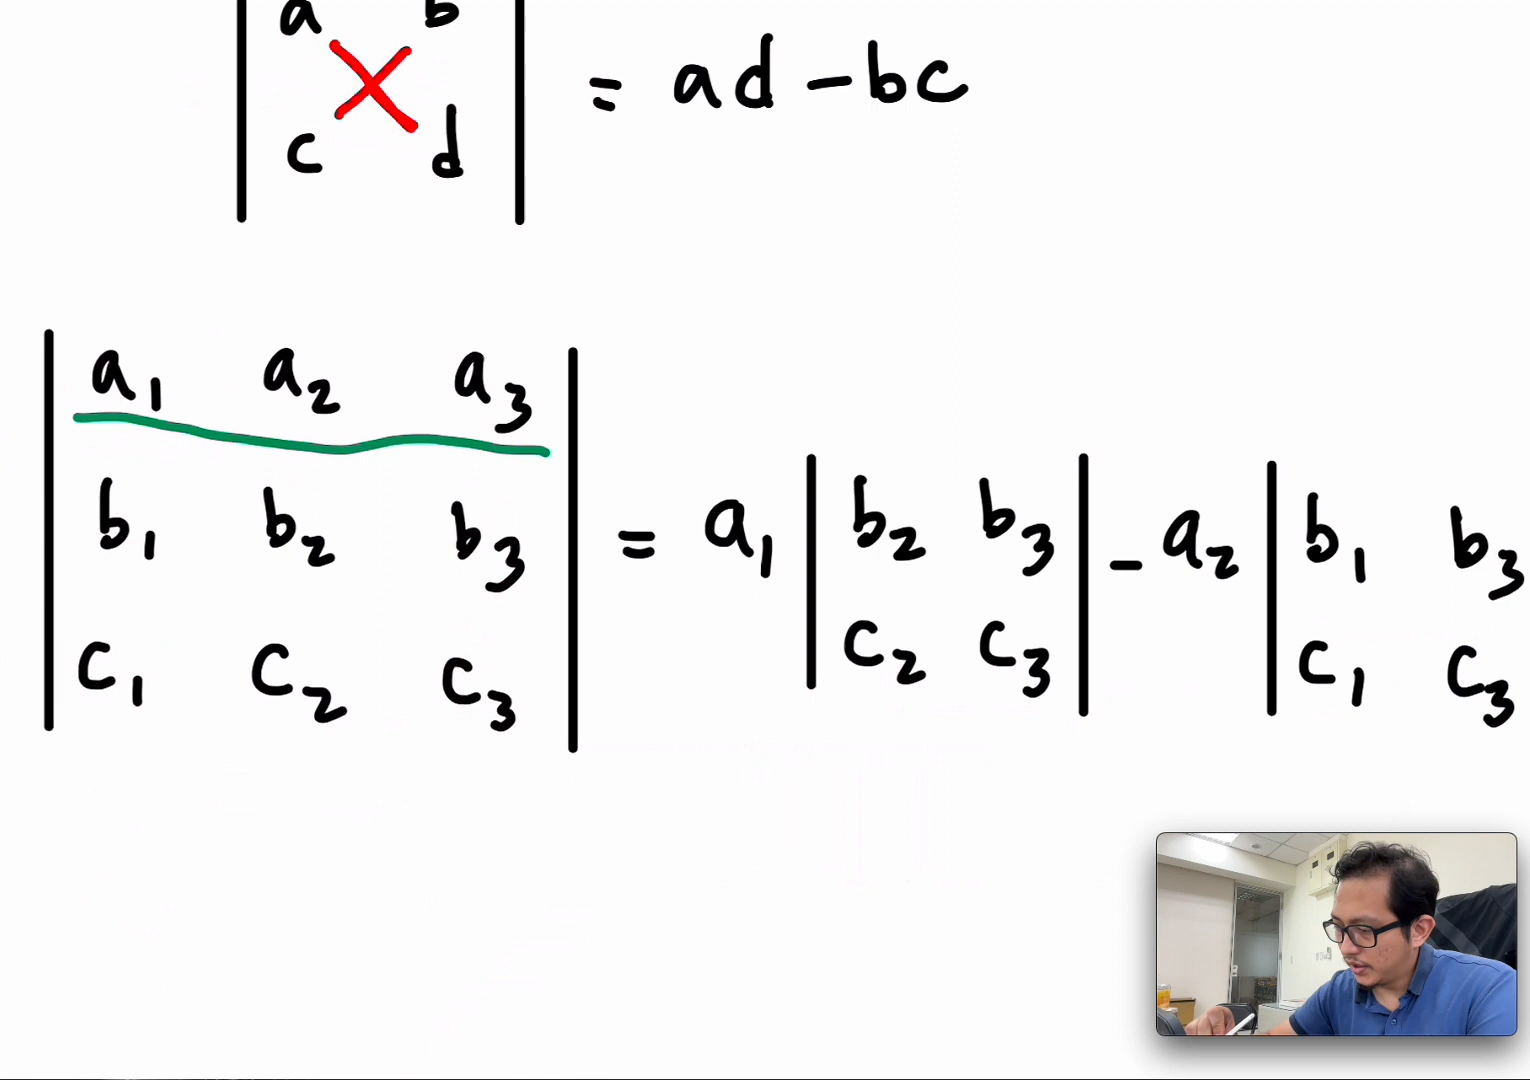 | a b |
| c d | = ad - bc
| a₁ a₂ a₃ |
| b₁ b₂ b₃ | = a₁ | b₂ b₃ | - a₂ | b₁ b₃
| c₁ c₂ c₃ | | c₂ c₃ | | c₁ c₃